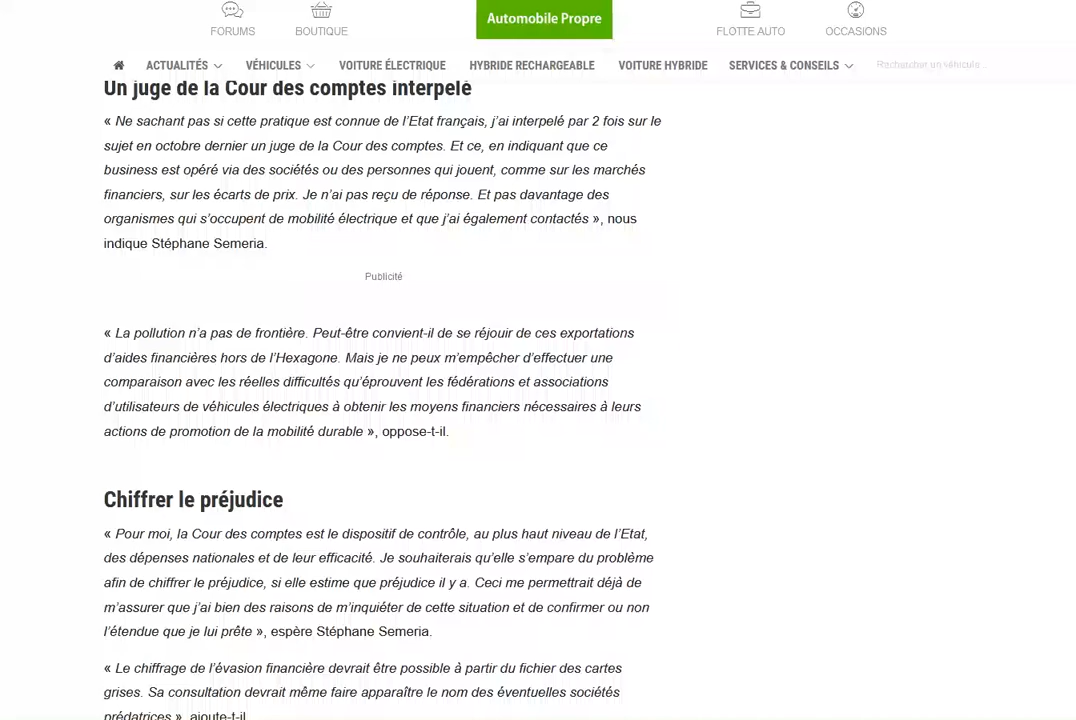 FORUMS
BOUTIQUE
Automobile Propre
FLOTTE AUTO
OCCASIONS
ACTUALITÉS
VÉHICULES
VOITURE ÉLECTRIQUE
HYBRIDE RECHARGEABLE
VOITURE HYBRIDE
SERVICES & CONSEILS
Rechercher un véhicule...
Un juge de la Cour des comptes interpelé
« Ne sachant pas si cette pratique est connue de l’Etat français, j’ai interpelé par 2 fois sur le
sujet en octobre dernier un juge de la Cour des comptes. Et ce, en indiquant que ce
business est opéré via des sociétés ou des personnes qui jouent, comme sur les marchés
financiers, sur les écarts de prix. Je n’ai pas reçu de réponse. Et pas davantage des
organismes qui s’occupent de mobilité électrique et que j’ai également contactés », nous
indique Stéphane Semeria.
Publicité
« La pollution n’a pas de frontière. Peut-être convient-il de se réjouir de ces exportations
d’aides financières hors de l’Hexagone. Mais je ne peux m’empêcher d’effectuer une
comparaison avec les réelles difficultés qu’éprouvent les fédérations et associations
d’utilisateurs de véhicules électriques à obtenir les moyens financiers nécessaires à leurs
actions de promotion de la mobilité durable », oppose-t-il.
Chiffrer le préjudice
« Pour moi, la Cour des comptes est le dispositif de contrôle, au plus haut niveau de l’Etat,
des dépenses nationales et de leur efficacité. Je souhaiterais qu’elle s’empare du problème
afin de chiffrer le préjudice, si elle estime que préjudice il y a. Ceci me permettrait déjà de
m’assurer que j’ai bien des raisons de m’inquiéter de cette situation et de confirmer ou non
l’étendue que je lui prête », espère Stéphane Semeria.
« Le chiffrage de l’évasion financière devrait être possible à partir du fichier des cartes
grises. Sa consultation devrait même faire apparaître le nom des éventuelles sociétés
prédatrices », ajoute-t-il.